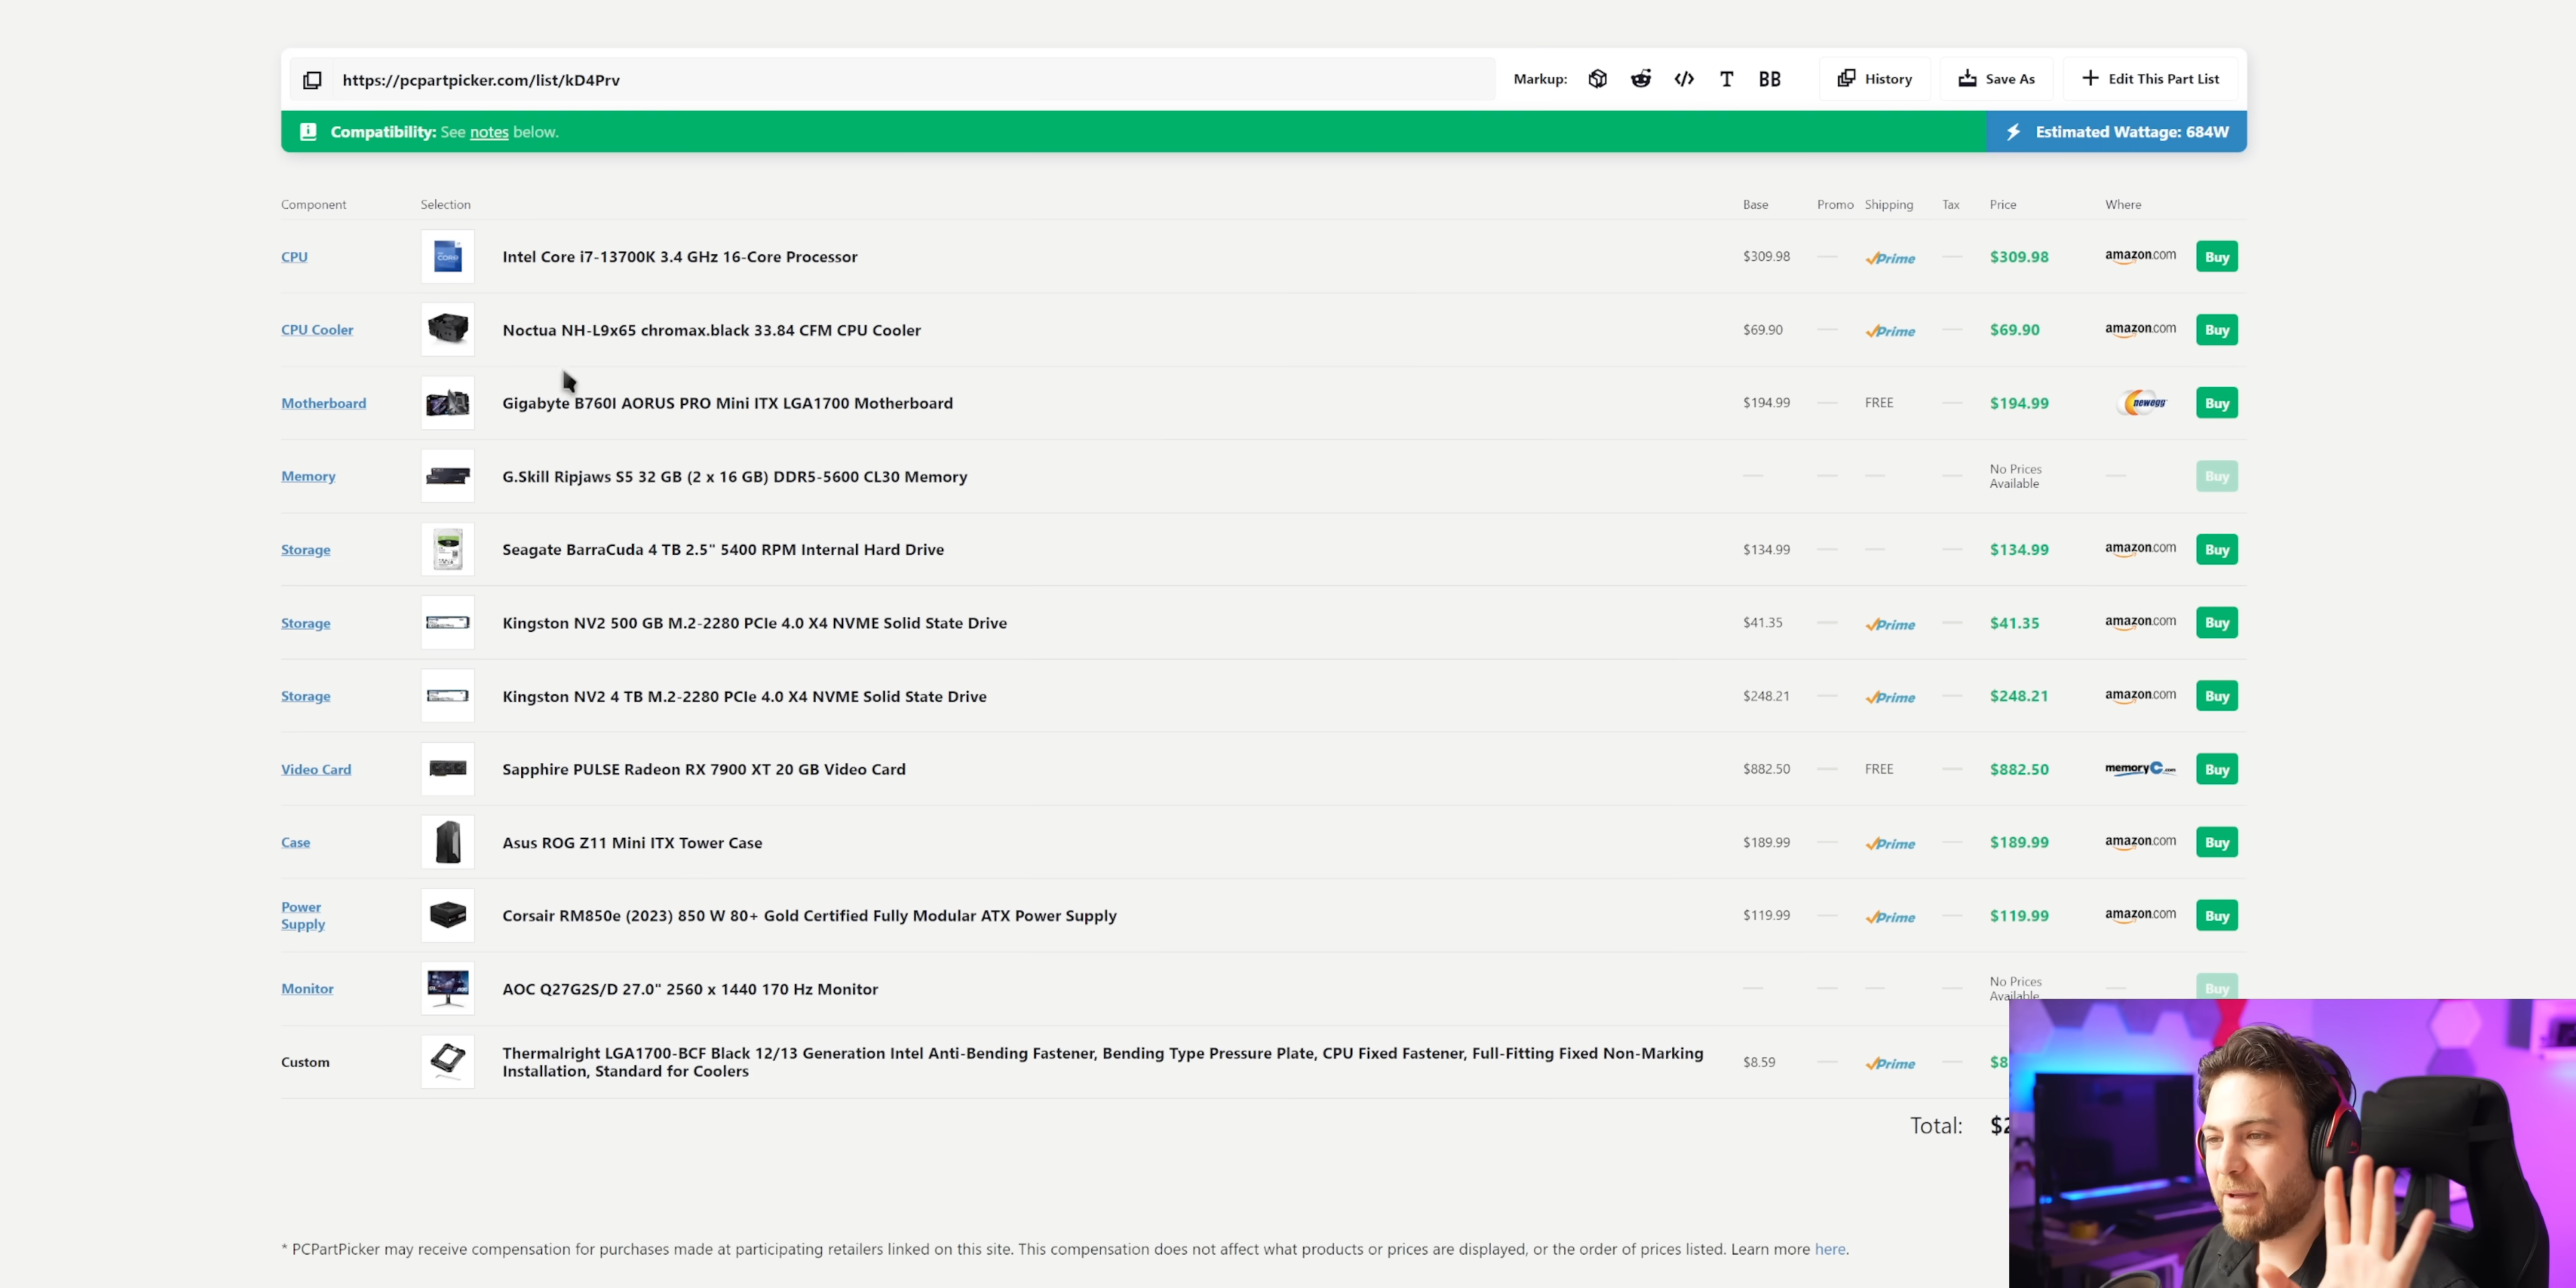 https://pcpartpicker.com/list/kD4Prv
Markup: T BB History Save As Edit This Part List
Compatibility: See notes below. Estimated Wattage: 684W
Component Selection Base Promo Shipping Tax Price Where
CPU Intel Core i7-13700K 3.4 GHz 16-Core Processor $309.98 Prime $309.98 amazon.com Buy
CPU Cooler Noctua NH-L9x65 chromax.black 33.84 CFM CPU Cooler $69.90 Prime $69.90 amazon.com Buy
Motherboard Gigabyte B760I AORUS PRO Mini ITX LGA1700 Motherboard $194.99 FREE $194.99 newegg Buy
Memory G.Skill Ripjaws S5 32 GB (2 x 16 GB) DDR5-5600 CL30 Memory No Prices Available Buy
Storage Seagate BarraCuda 4 TB 2.5" 5400 RPM Internal Hard Drive $134.99 $134.99 amazon.com Buy
Storage Kingston NV2 500 GB M.2-2280 PCIe 4.0 X4 NVME Solid State Drive $41.35 Prime $41.35 amazon.com Buy
Storage Kingston NV2 4 TB M.2-2280 PCIe 4.0 X4 NVME Solid State Drive $248.21 Prime $248.21 amazon.com Buy
Video Card Sapphire PULSE Radeon RX 7900 XT 20 GB Video Card $882.50 FREE $882.50 memoryC Buy
Case Asus ROG Z11 Mini ITX Tower Case $189.99 Prime $189.99 amazon.com Buy
Power Supply Corsair RM850e (2023) 850 W 80+ Gold Certified Fully Modular ATX Power Supply $119.99 Prime $119.99 amazon.com Buy
Monitor AOC Q27G2S/D 27.0" 2560 x 1440 170 Hz Monitor No Prices Available Buy
Custom Thermalright LGA1700-BCF Black 12/13 Generation Intel Anti-Bending Fastener, Bending Type Pressure Plate, CPU Fixed Fastener, Full-Fitting Fixed Non-Marking
Installation, Standard for Coolers $8.59 Prime $8
Total: $2
* PCPartPicker may receive compensation for purchases made at participating retailers linked on this site. This compensation does not affect what products or prices are displayed, or the order of prices listed. Learn more here.